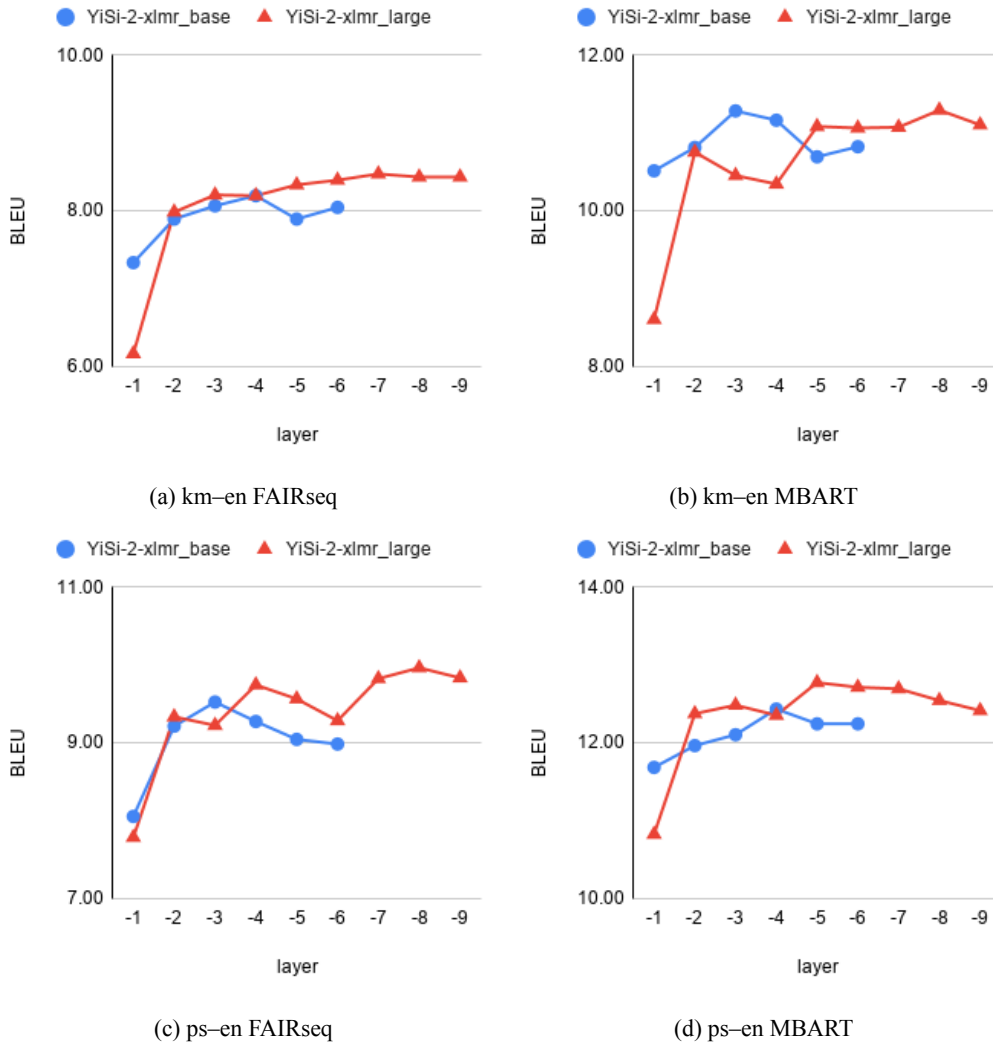 YiSi-2-xlmr_base YiSi-2-xlmr_large
10.00
8.00
6.00
BLEU
-1 -2 -3 -4 -5 -6 -7 -8 -9
layer
(a) km–en FAIRseq
YiSi-2-xlmr_base YiSi-2-xlmr_large
12.00
10.00
8.00
BLEU
-1 -2 -3 -4 -5 -6 -7 -8 -9
layer
(b) km–en MBART
YiSi-2-xlmr_base YiSi-2-xlmr_large
11.00
9.00
7.00
BLEU
-1 -2 -3 -4 -5 -6 -7 -8 -9
layer
(c) ps–en FAIRseq
YiSi-2-xlmr_base YiSi-2-xlmr_large
14.00
12.00
10.00
BLEU
-1 -2 -3 -4 -5 -6 -7 -8 -9
layer
(d) ps–en MBART